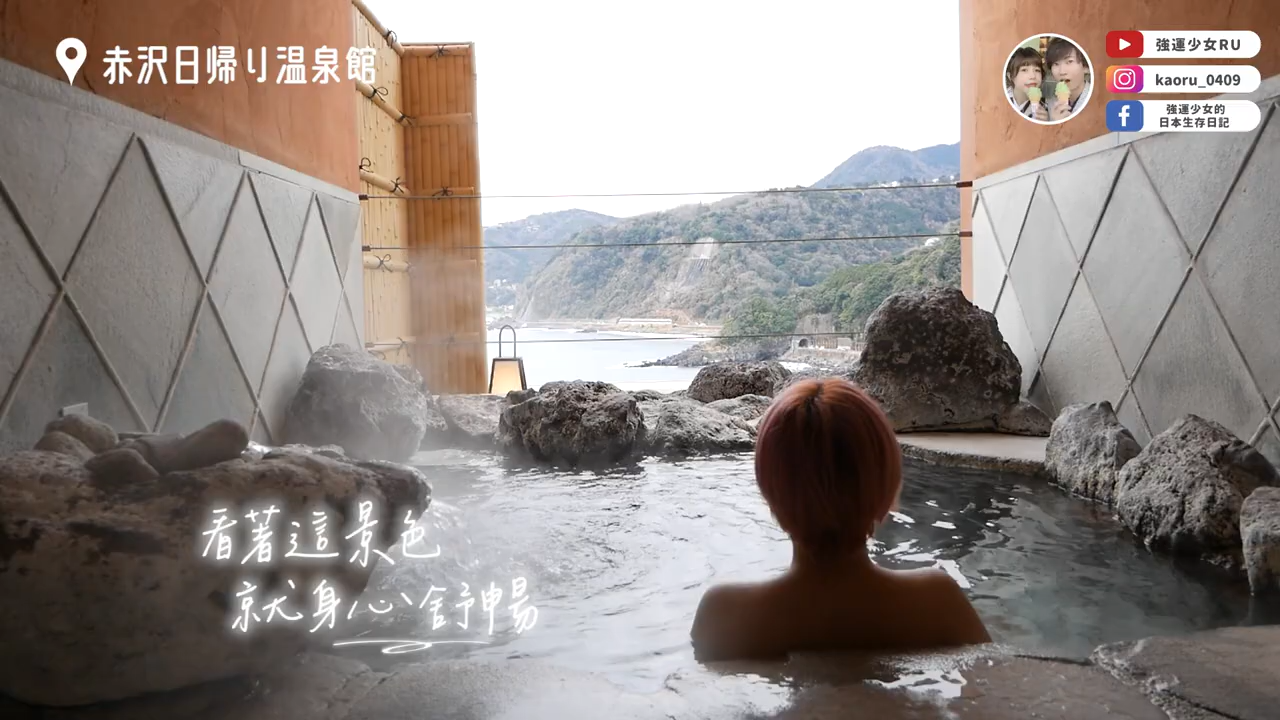 赤沢日帰り温泉館
強運少女RU
kaoru_0409
強運少女的
日本生存日記
看著這景色
就尤身心舒暢